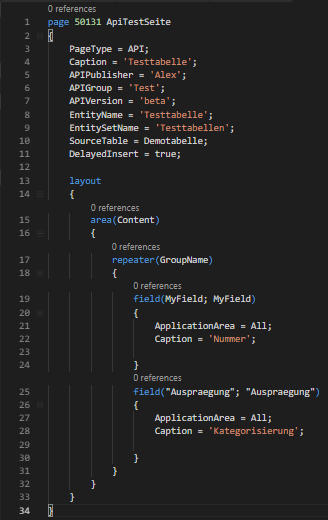 0 references
1 page 50131 ApiTestSeite
2 {
3 PageType = API;
4 Caption = 'Testtabelle';
5 APIPublisher = 'Alex';
6 APIGroup = 'Test';
7 APIVersion = 'beta';
8 EntityName = 'Testtabelle';
9 EntitySetName = 'Testtabellen';
10 SourceTable = Demotabelle;
11 DelayedInsert = true;
12
13 layout
14 {
0 references
15 area(Content)
16 {
0 references
17 repeater(GroupName)
18 {
0 references
19 field(MyField; MyField)
20 {
21 ApplicationArea = All;
22 Caption = 'Nummer';
23
24 }
0 references
25 field("Auspraegung"; "Auspraegung")
26 {
27 ApplicationArea = All;
28 Caption = 'Kategorisierung';
29
30 }
31 }
32 }
33 }
34 }